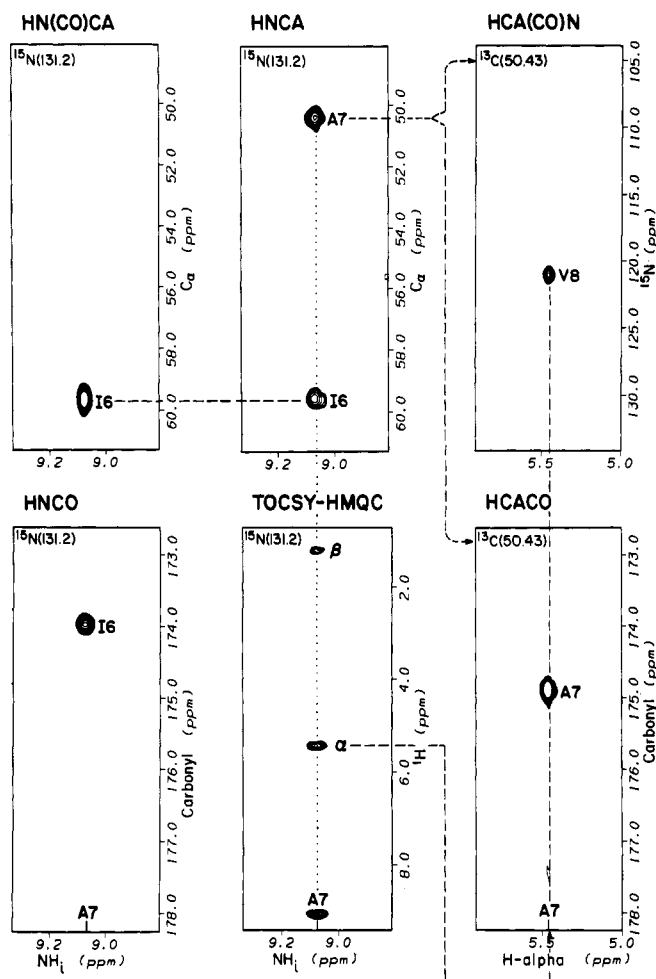 HN(CO)CA
HNCA
HCA(CO)N
¹⁵N(131.2)
50.0
52.0
54.0
56.0
58.0
60.0
Cα (ppm)
I6
9.2
9.0
¹⁵N(131.2)
50.0
52.0
54.0
56.0
58.0
60.0
Cα (ppm)
A7
I6
9.2
9.0
¹³C(50.43)
105.0
110.0
115.0
120.0
125.0
130.0
¹⁵N (ppm)
V8
5.5
5.0
HNCO
TOCSY-HMQC
HCACO
¹⁵N(131.2)
173.0
174.0
175.0
176.0
177.0
178.0
Carbonyl (ppm)
I6
A7
9.2
9.0
NHi (ppm)
¹⁵N(131.2)
β
2.0
4.0
6.0
8.0
¹H (ppm)
α
A7
9.2
9.0
NHi (ppm)
¹³C(50.43)
173.0
174.0
175.0
176.0
177.0
178.0
Carbonyl (ppm)
A7
A7
5.5
5.0
H-alpha (ppm)